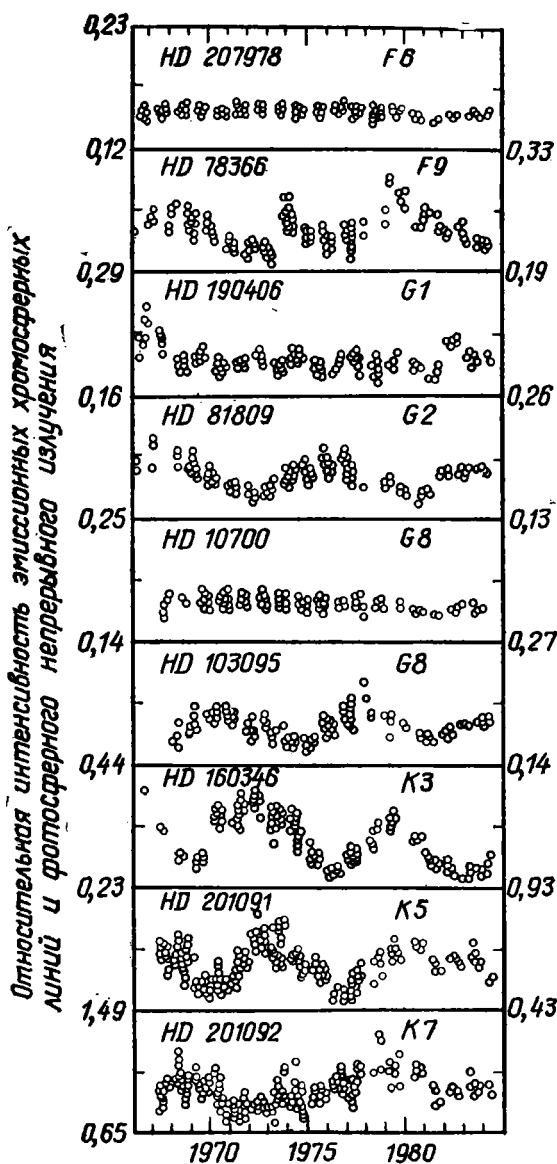 Относительная интенсивность эмиссионных хромосферных
линий и фотосферного непрерывного излучения
0,23
HD 207978 F6
0,12 0,33
HD 78366 F9
0,29 0,19
HD 190406 G1
0,16 0,26
HD 81809 G2
0,25 0,13
HD 10700 G8
0,14 0,27
HD 103095 G8
0,44 0,14
HD 160346 K3
0,23 0,93
HD 201091 K5
1,49 0,43
HD 201092 K7
0,65
1970 1975 1980